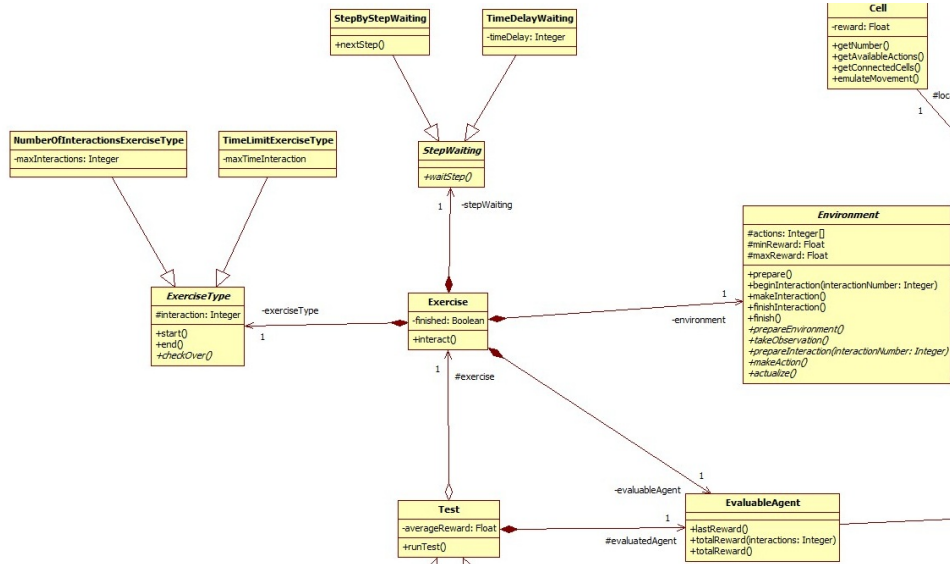 StepByStepWaiting
+nextStep()
TimeDelayWaiting
-timeDelay: Integer
Cell
-reward: Float
+getNumber()
+getAvailableActions()
+getConnectedCells()
+emulateMovement()
#loc
1
NumberOfInteractionsExerciseType
-maxInteractions: Integer
TimeLimitExerciseType
-maxTimeInteraction
StepWaiting
+waitStep()
1
-stepWaiting
Environment
#actions: Integer[]
#minReward: Float
#maxReward: Float
+prepare()
+beginInteraction(interactionNumber: Integer)
+makeInteraction()
+finishInteraction()
+finish()
+prepareEnvironment()
+takeObservation()
+prepareInteraction(interactionNumber: Integer)
+makeAction()
+actualize()
ExerciseType
#interaction: Integer
+start()
+end()
+checkOver()
-exerciseType
1
Exercise
-finished: Boolean
+interact()
1
-environment
1
#exercise
1
-evaluableAgent
Test
-averageReward: Float
+runTest()
1
#evaluatedAgent
EvaluableAgent
+lastReward()
+totalReward(interactions: Integer)
+totalReward()